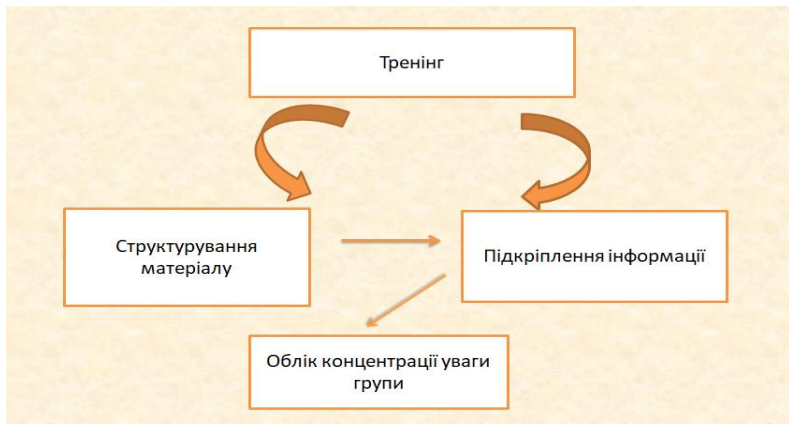 Тренінг
Структурування
матеріалу
Підкріплення інформації
Облік концентрації уваги
групи